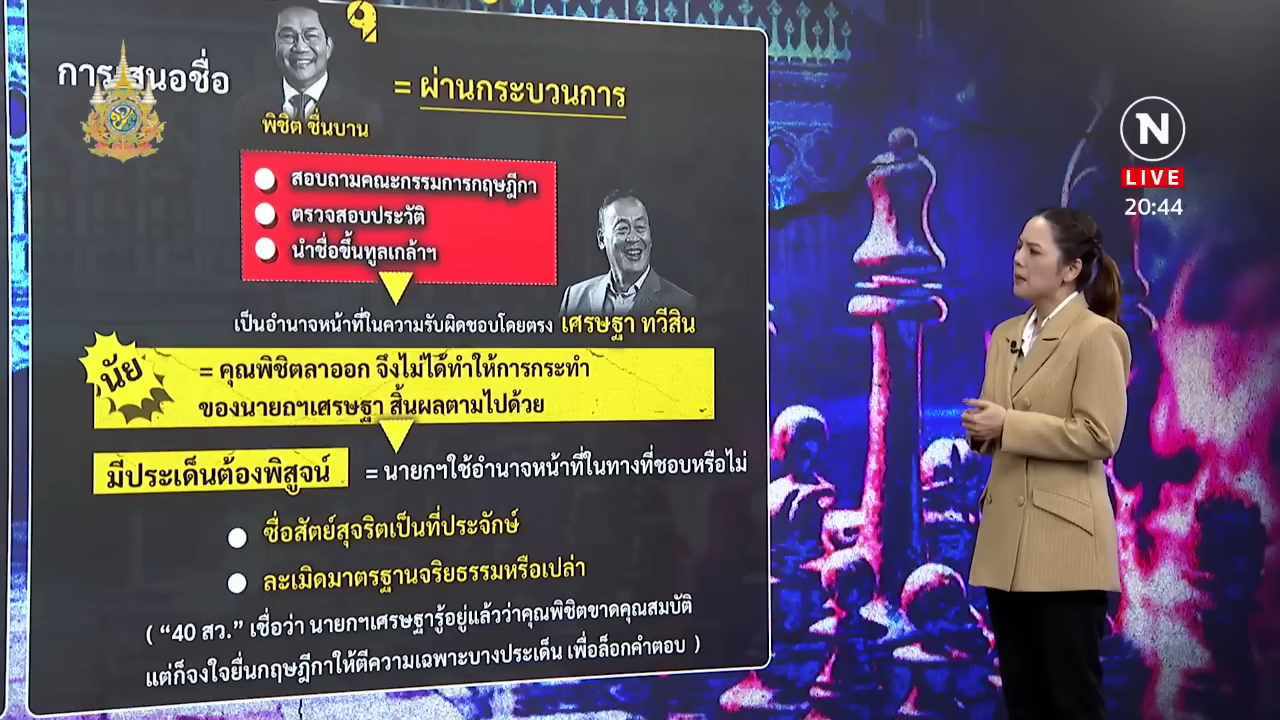 การเสนอชื่อ
= ผ่านกระบวนการ
พิชิต ชื่นบาน
สอบถามคณะกรรมการกฤษฎีกา
ตรวจสอบประวัติ
นำชื่อขึ้นทูลเกล้าฯ
เป็นอำนาจหน้าที่ในความรับผิดชอบโดยตรง เศรษฐา ทวีสิน
นัย
= คุณพิชิตลาออก จึงไม่ได้ทำให้การกระทำ
ของนายกฯเศรษฐา สิ้นผลตามไปด้วย
มีประเด็นต้องพิสูจน์ = นายกฯใช้อำนาจหน้าที่ในทางที่ชอบหรือไม่
ซื่อสัตย์สุจริตเป็นที่ประจักษ์
ละเมิดมาตรฐานจริยธรรมหรือเปล่า
( “40 สว.” เชื่อว่า นายกฯเศรษฐารู้อยู่แล้วว่าคุณพิชิตขาดคุณสมบัติ
แต่ก็จงใจยื่นกฤษฎีกาให้ตีความเฉพาะบางประเด็น เพื่อล็อกคำตอบ )
N
LIVE
20:44